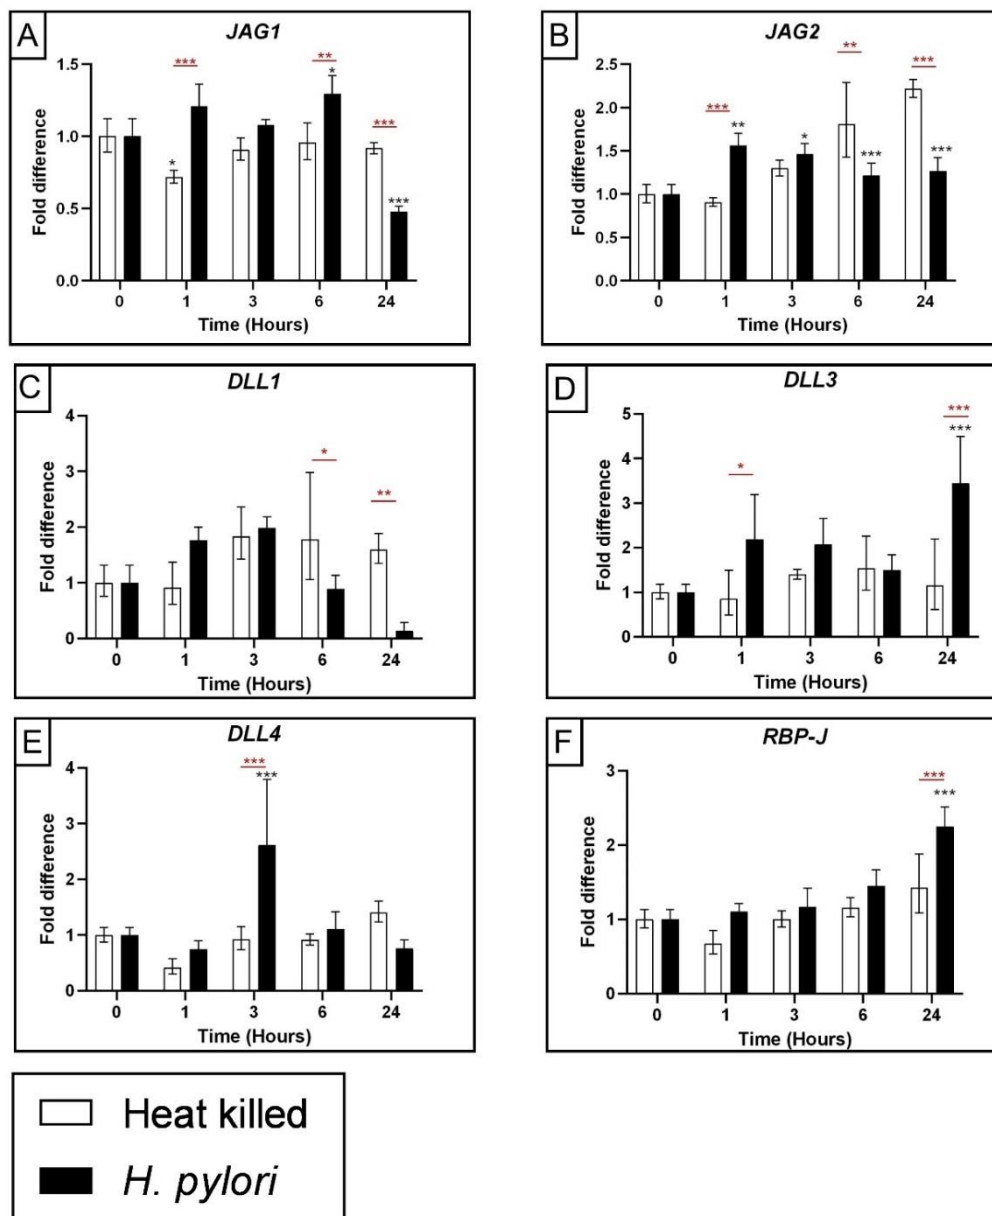 A
JAG1
Fold difference
1.5
1.0
0.5
0.0
***
**
***
*
*
***
0 1 3 6 24
Time (Hours)
B
JAG2
Fold difference
2.5
2.0
1.5
1.0
0.5
0.0
**
***
***
**
*
***
***
0 1 3 6 24
Time (Hours)
C
DLL1
Fold difference
4
3
2
1
0
*
**
0 1 3 6 24
Time (Hours)
D
DLL3
Fold difference
5
4
3
2
1
0
***
***
*
0 1 3 6 24
Time (Hours)
E
DLL4
Fold difference
4
3
2
1
0
***
***
0 1 3 6 24
Time (Hours)
F
RBP-J
Fold difference
3
2
1
0
***
***
0 1 3 6 24
Time (Hours)
Heat killed
H. pylori